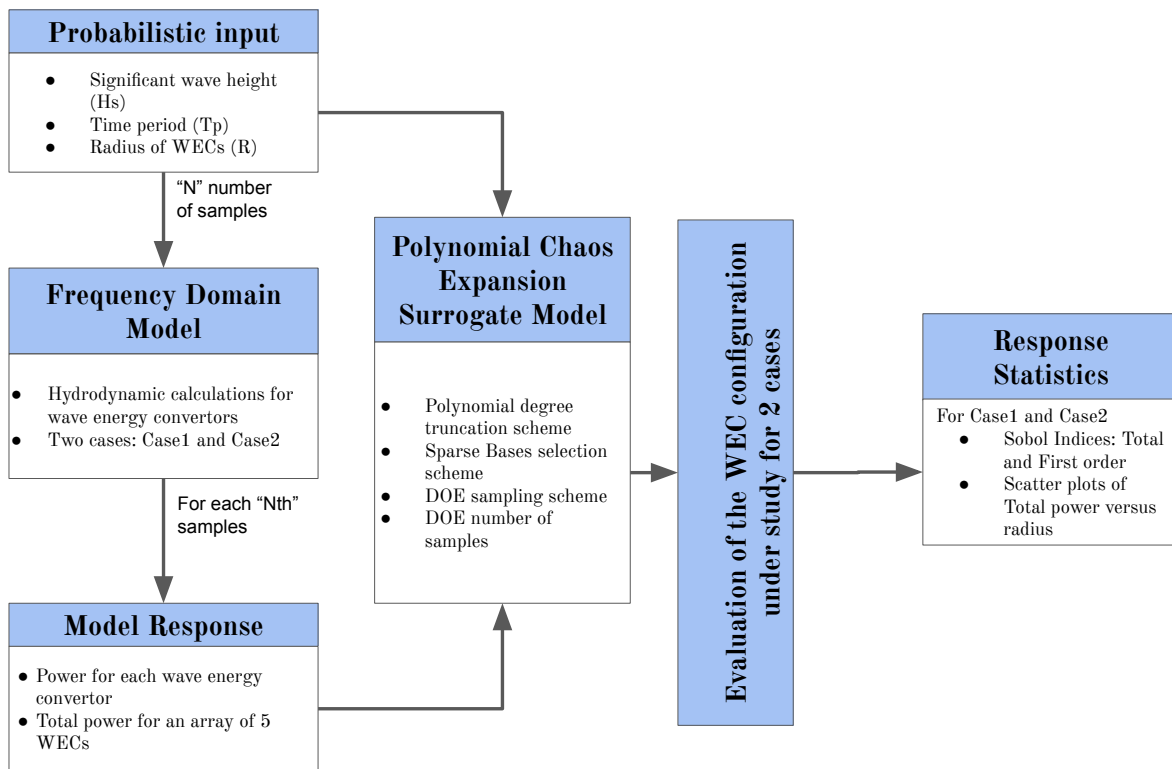 Probabilistic input
● Significant wave height
(Hs)
● Time period (Tp)
● Radius of WECs (R)
“N” number
of samples
Frequency Domain
Model
● Hydrodynamic calculations for
wave energy convertors
● Two cases: Case1 and Case2
For each “Nth”
samples
Model Response
● Power for each wave energy
convertor
● Total power for an array of 5
WECs
Polynomial Chaos
Expansion
Surrogate Model
● Polynomial degree
truncation scheme
● Sparse Bases selection
scheme
● DOE sampling scheme
● DOE number of
samples
Evaluation of the WEC configuration
under study for 2 cases
Response
Statistics
For Case1 and Case2
● Sobol Indices: Total
and First order
● Scatter plots of
Total power versus
radius